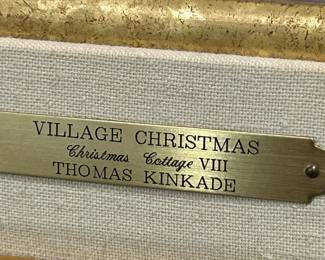 VILLAGE CHRISTMAS
Christmas Cottage VIII
THOMAS KINKADE